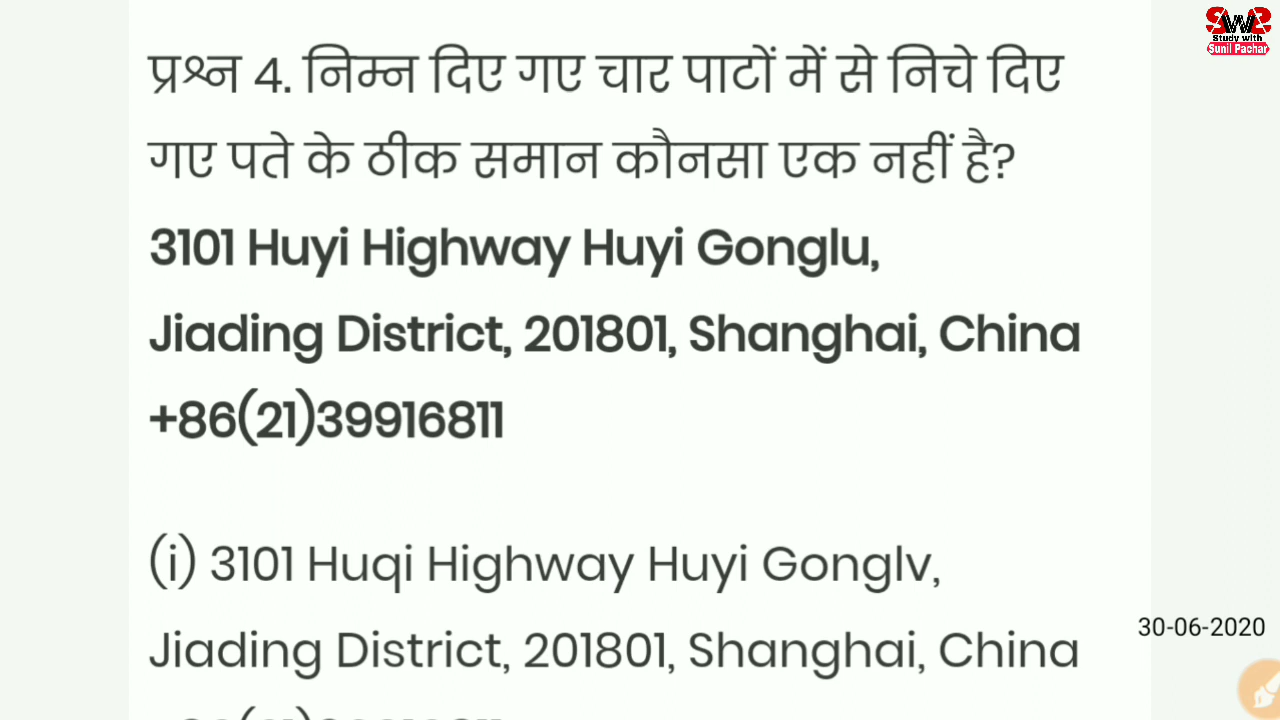 SWS
Study with
Sunil Pachar
प्रश्न 4. निम्न दिए गए चार पाटों में से निचे दिए
गए पते के ठीक समान कौनसा एक नहीं है?
3101 Huyi Highway Huyi Gonglu,
Jiading District, 201801, Shanghai, China
+86(21)39916811
(i) 3101 Huqi Highway Huyi Gonglv,
30-06-2020
Jiading District, 201801, Shanghai, China